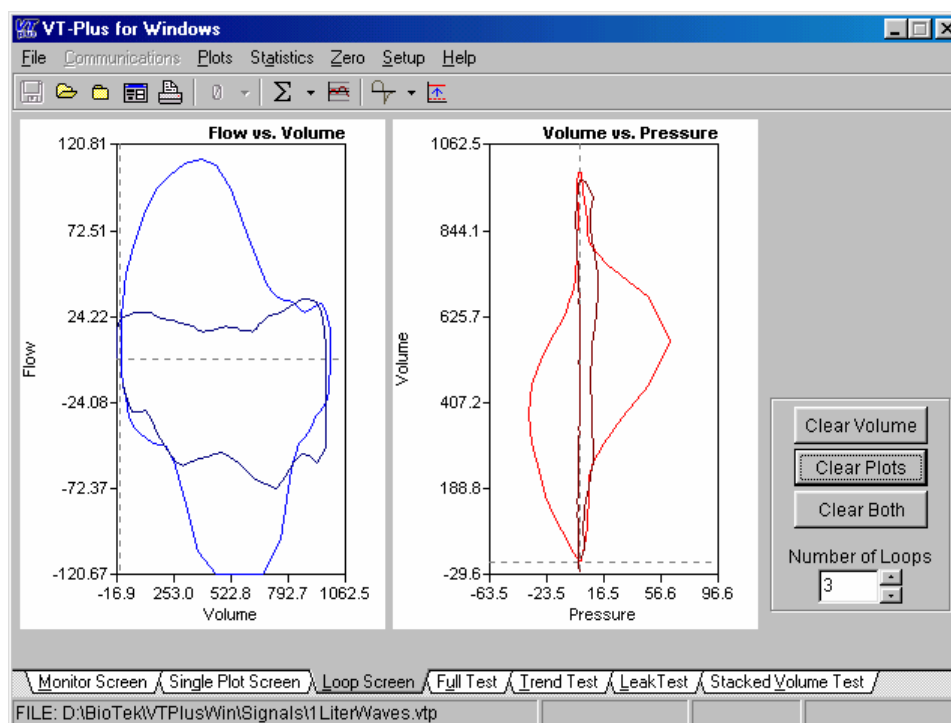 VT-Plus for Windows
File Communications Plots Statistics Zero Setup Help
0 Σ
Flow vs. Volume
120.81
72.51
24.22
-24.08
-72.37
-120.67
Flow
-16.9 253.0 522.8 792.7 1062.5
Volume
Volume vs. Pressure
1062.5
844.1
625.7
407.2
188.8
-29.6
Volume
-63.5 -23.5 16.5 56.6 96.6
Pressure
Clear Volume
Clear Plots
Clear Both
Number of Loops
3
Monitor Screen Single Plot Screen Loop Screen Full Test Trend Test LeakTest Stacked Volume Test
FILE: D:\BioTek\VTPlusWin\Signals\1LiterWaves.vtp